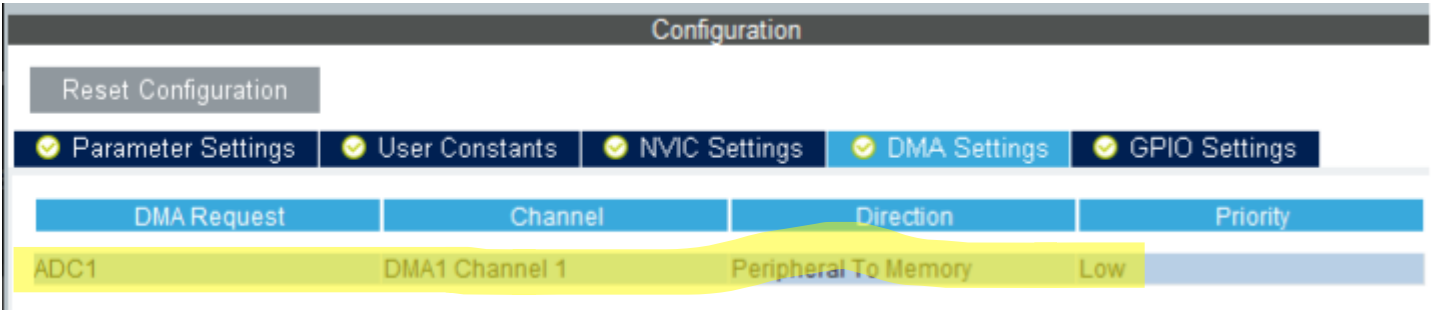 Configuration
Reset Configuration
Parameter Settings User Constants NVIC Settings DMA Settings GPIO Settings
DMA Request Channel Direction Priority
ADC1 DMA1 Channel 1 Peripheral To Memory Low